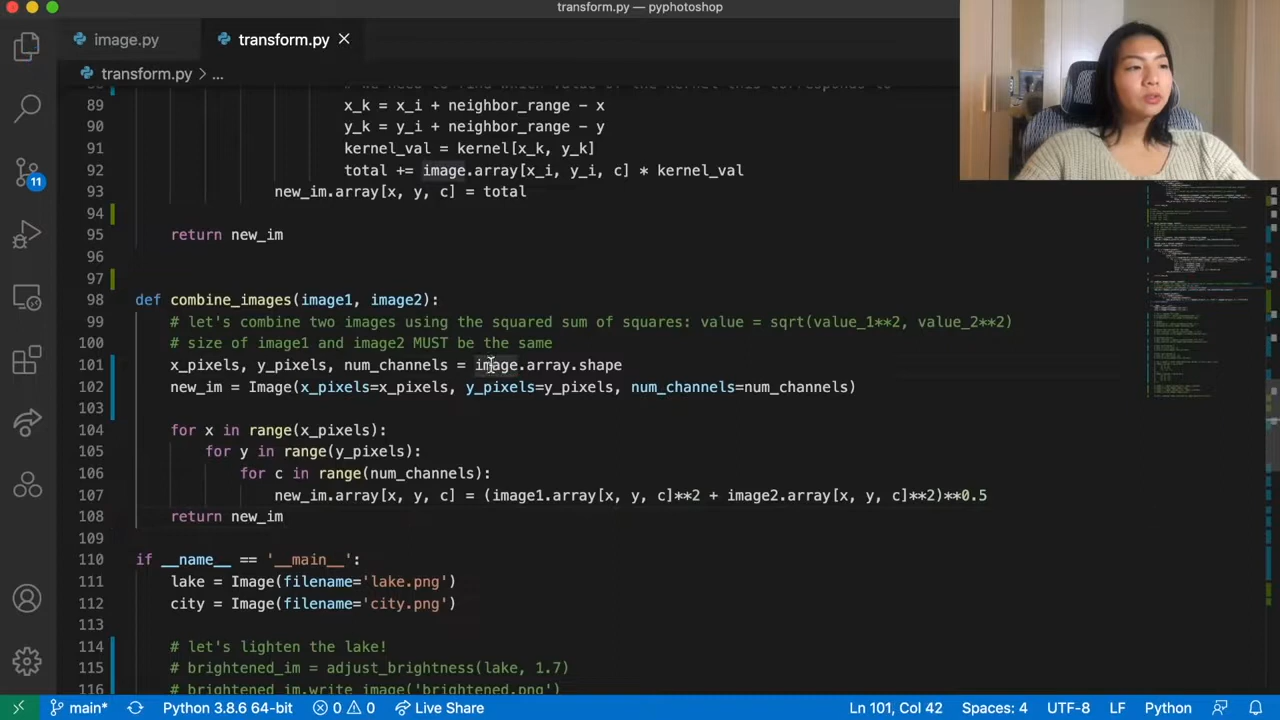 transform.py — pyphotoshop
image.py
transform.py
transform.py > ...
89 x_k = x_i + neighbor_range - x
90 y_k = y_i + neighbor_range - y
91 kernel_val = kernel[x_k, y_k]
92 total += image.array[x_i, y_i, c] * kernel_val
93 new_im.array[x, y, c] = total
94
95 return new_im
96
97
98 def combine_images(image1, image2):
99 # let's combine two images using the squared sum of squares: value = sqrt(value_1**2, value_2**2)
100 # size of image1 and image2 MUST be the same
101 x_pixels, y_pixels, num_channels = image.array.shape
102 new_im = Image(x_pixels=x_pixels, y_pixels=y_pixels, num_channels=num_channels)
103
104 for x in range(x_pixels):
105 for y in range(y_pixels):
106 for c in range(num_channels):
107 new_im.array[x, y, c] = (image1.array[x, y, c]**2 + image2.array[x, y, c]**2)**0.5
108 return new_im
109
110 if __name__ == '__main__':
111 lake = Image(filename='lake.png')
112 city = Image(filename='city.png')
113
114 # let's lighten the lake!
115 # brightened_im = adjust_brightness(lake, 1.7)
116 # brightened_im.write_image('brightened.png')
11
main* Python 3.8.6 64-bit 0 0 Live Share Ln 101, Col 42 Spaces: 4 UTF-8 LF Python